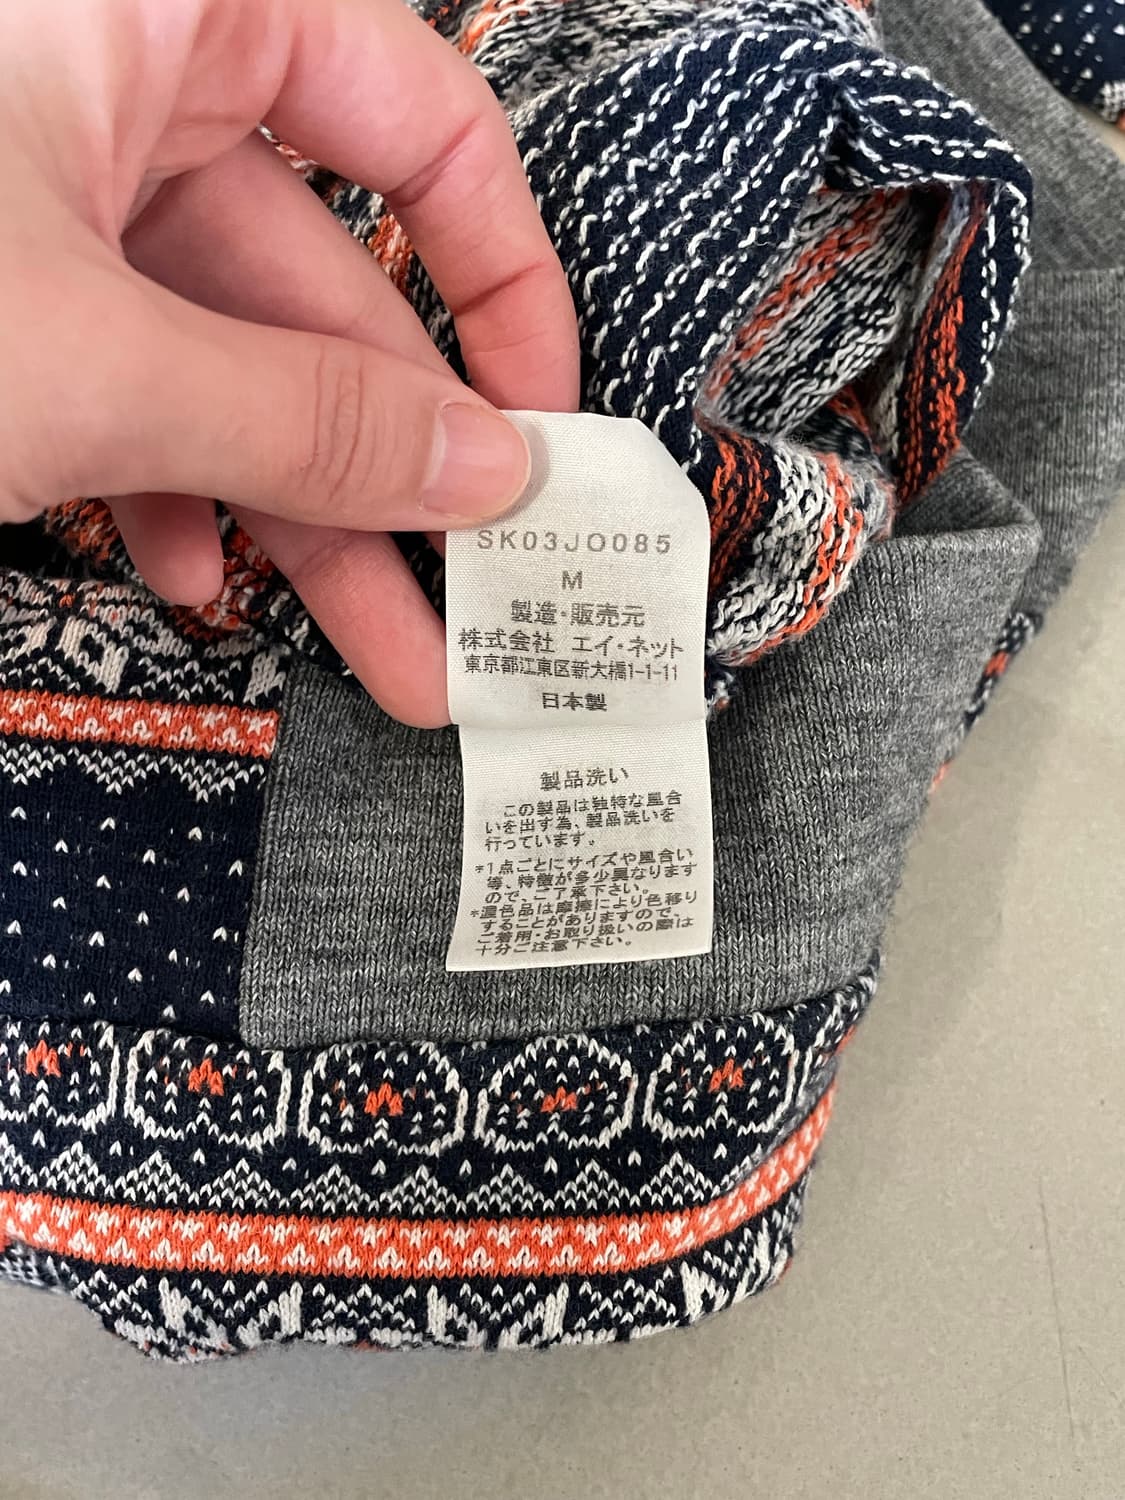 SK03JO085
M
製造・販売元
株式会社 エイ・ネット
東京都江東区新大橋1-1-11
日本製
製品洗い
この製品は独特な風合
いを出す為、製品洗いを
行っています。
*1点ごとにサイズや風合い
等、特徴が多少異なります
ので、ご了承下さい。
*濃色品は摩擦により色移り
することがありますので、
ご着用・お取り扱いの際は
十分ご注意下さい。